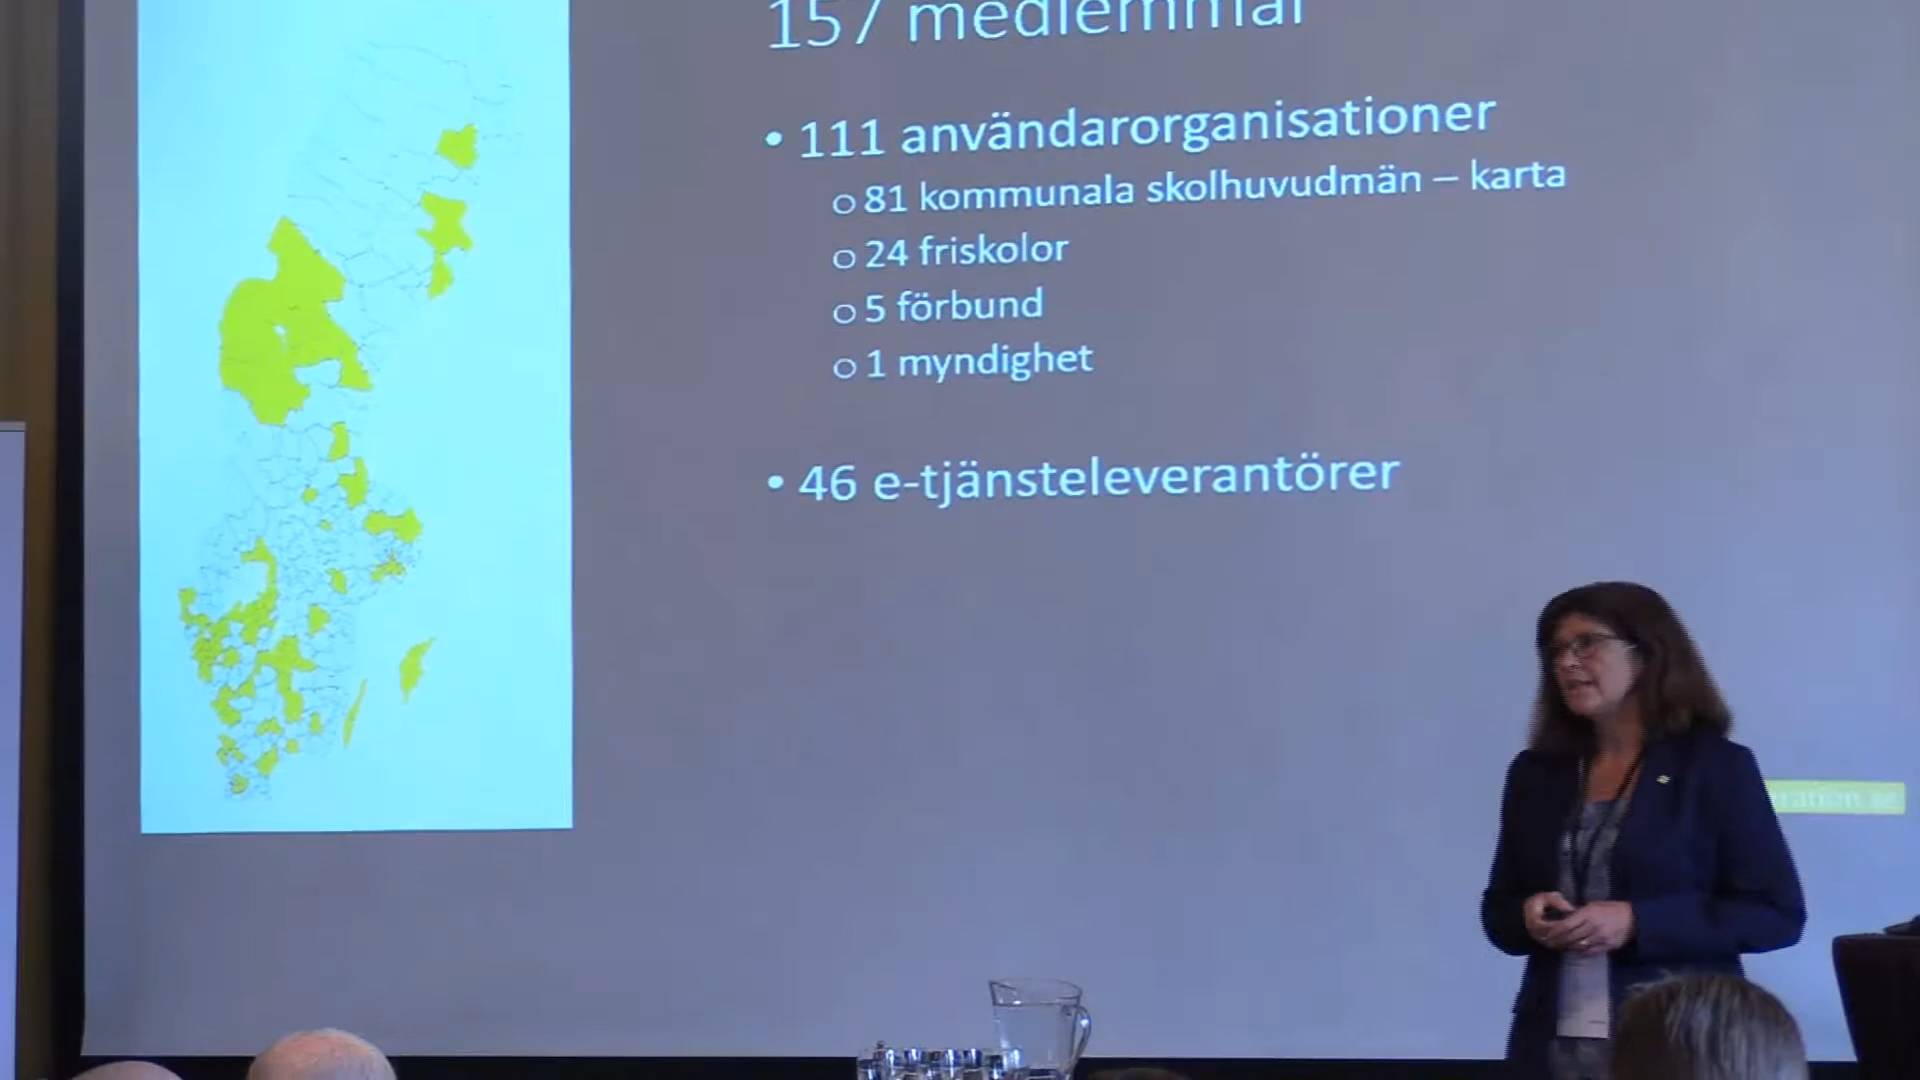 157 medlemmar
• 111 användarorganisationer
o 81 kommunala skolhuvudmän – karta
o 24 friskolor
o 5 förbund
o 1 myndighet
• 46 e-tjänsteleverantörer